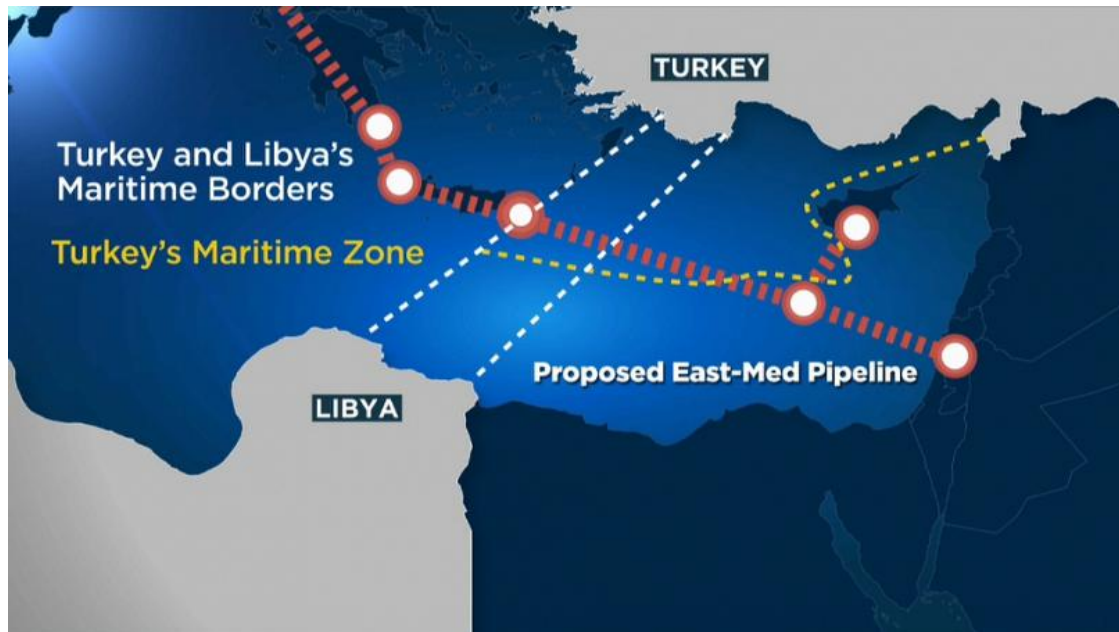 TURKEY
Turkey and Libya's
Maritime Borders
Turkey's Maritime Zone
Proposed East-Med Pipeline
LIBYA